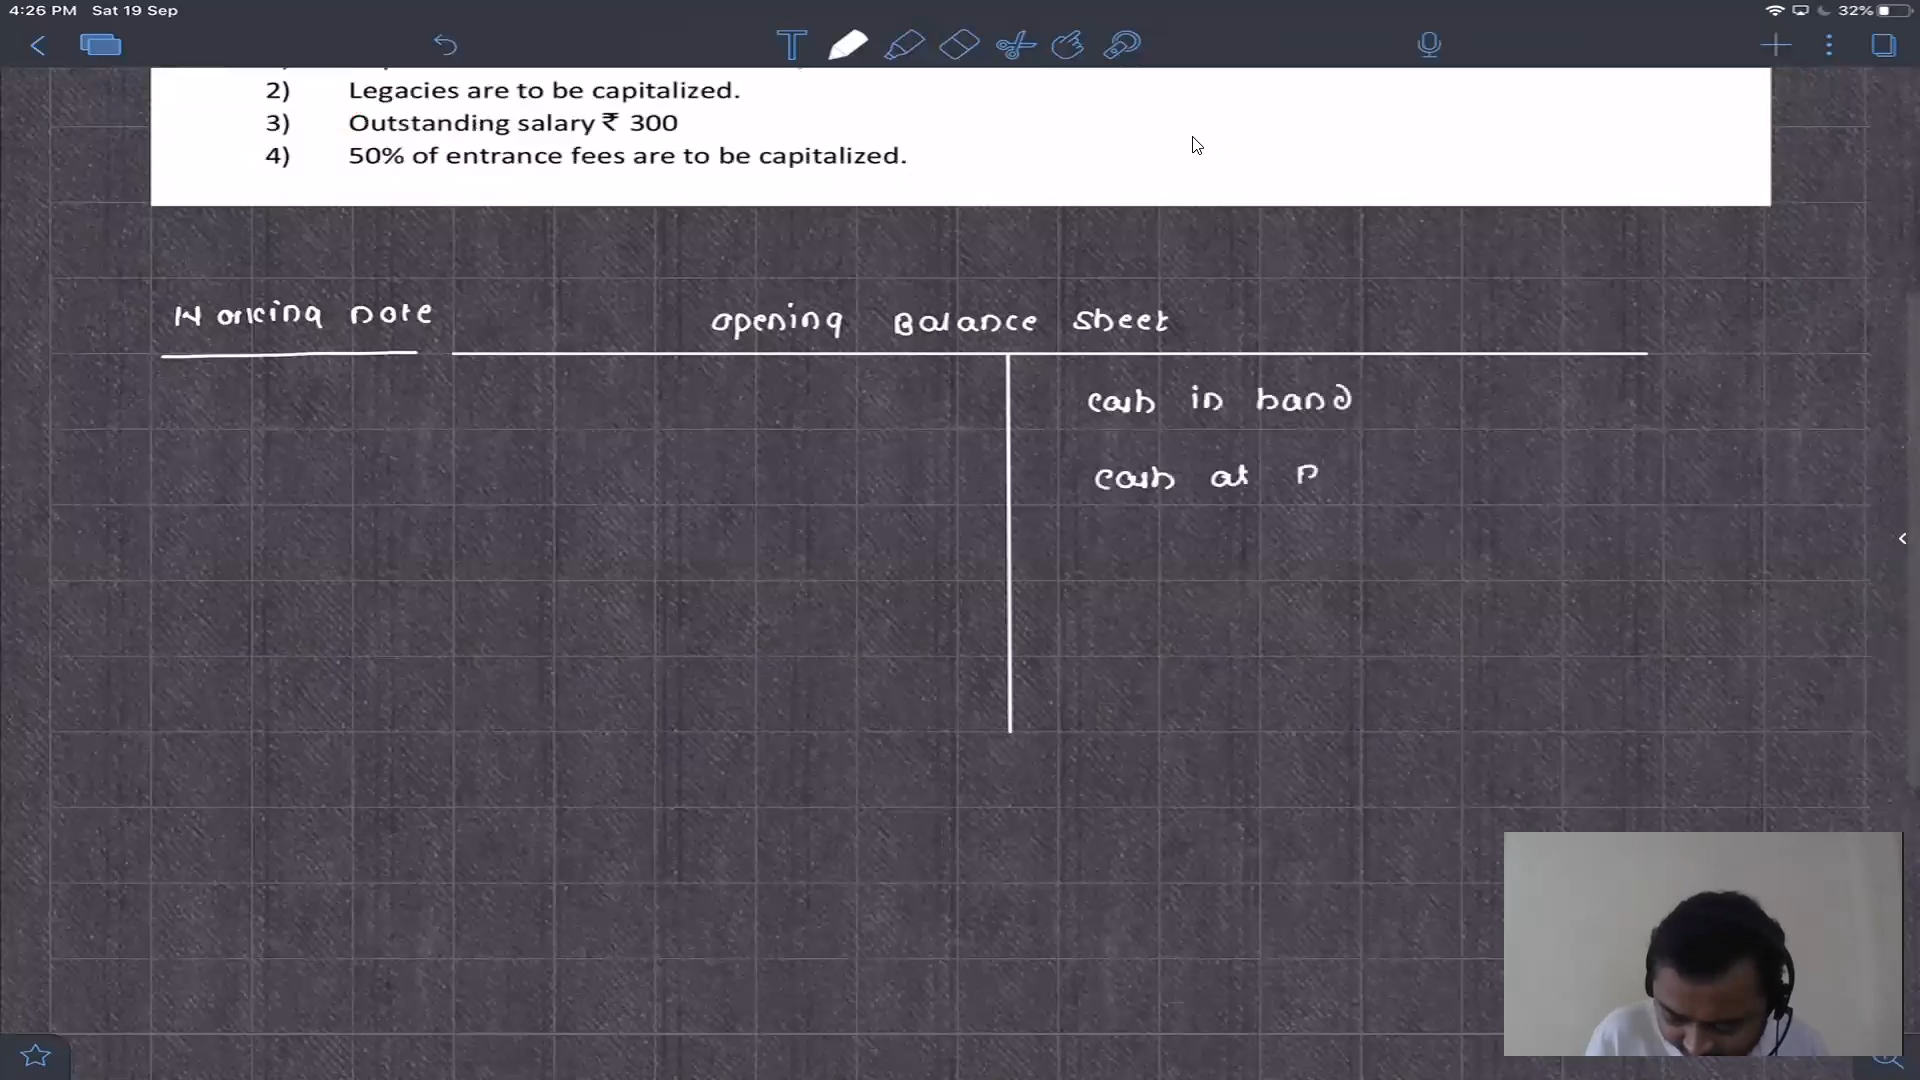 4:26 PM Sat 19 Sep
32%
T
2) Legacies are to be capitalized.
3) Outstanding salary ₹ 300
4) 50% of entrance fees are to be capitalized.
Working note
opening Balance sheet
cash in hand
cash at